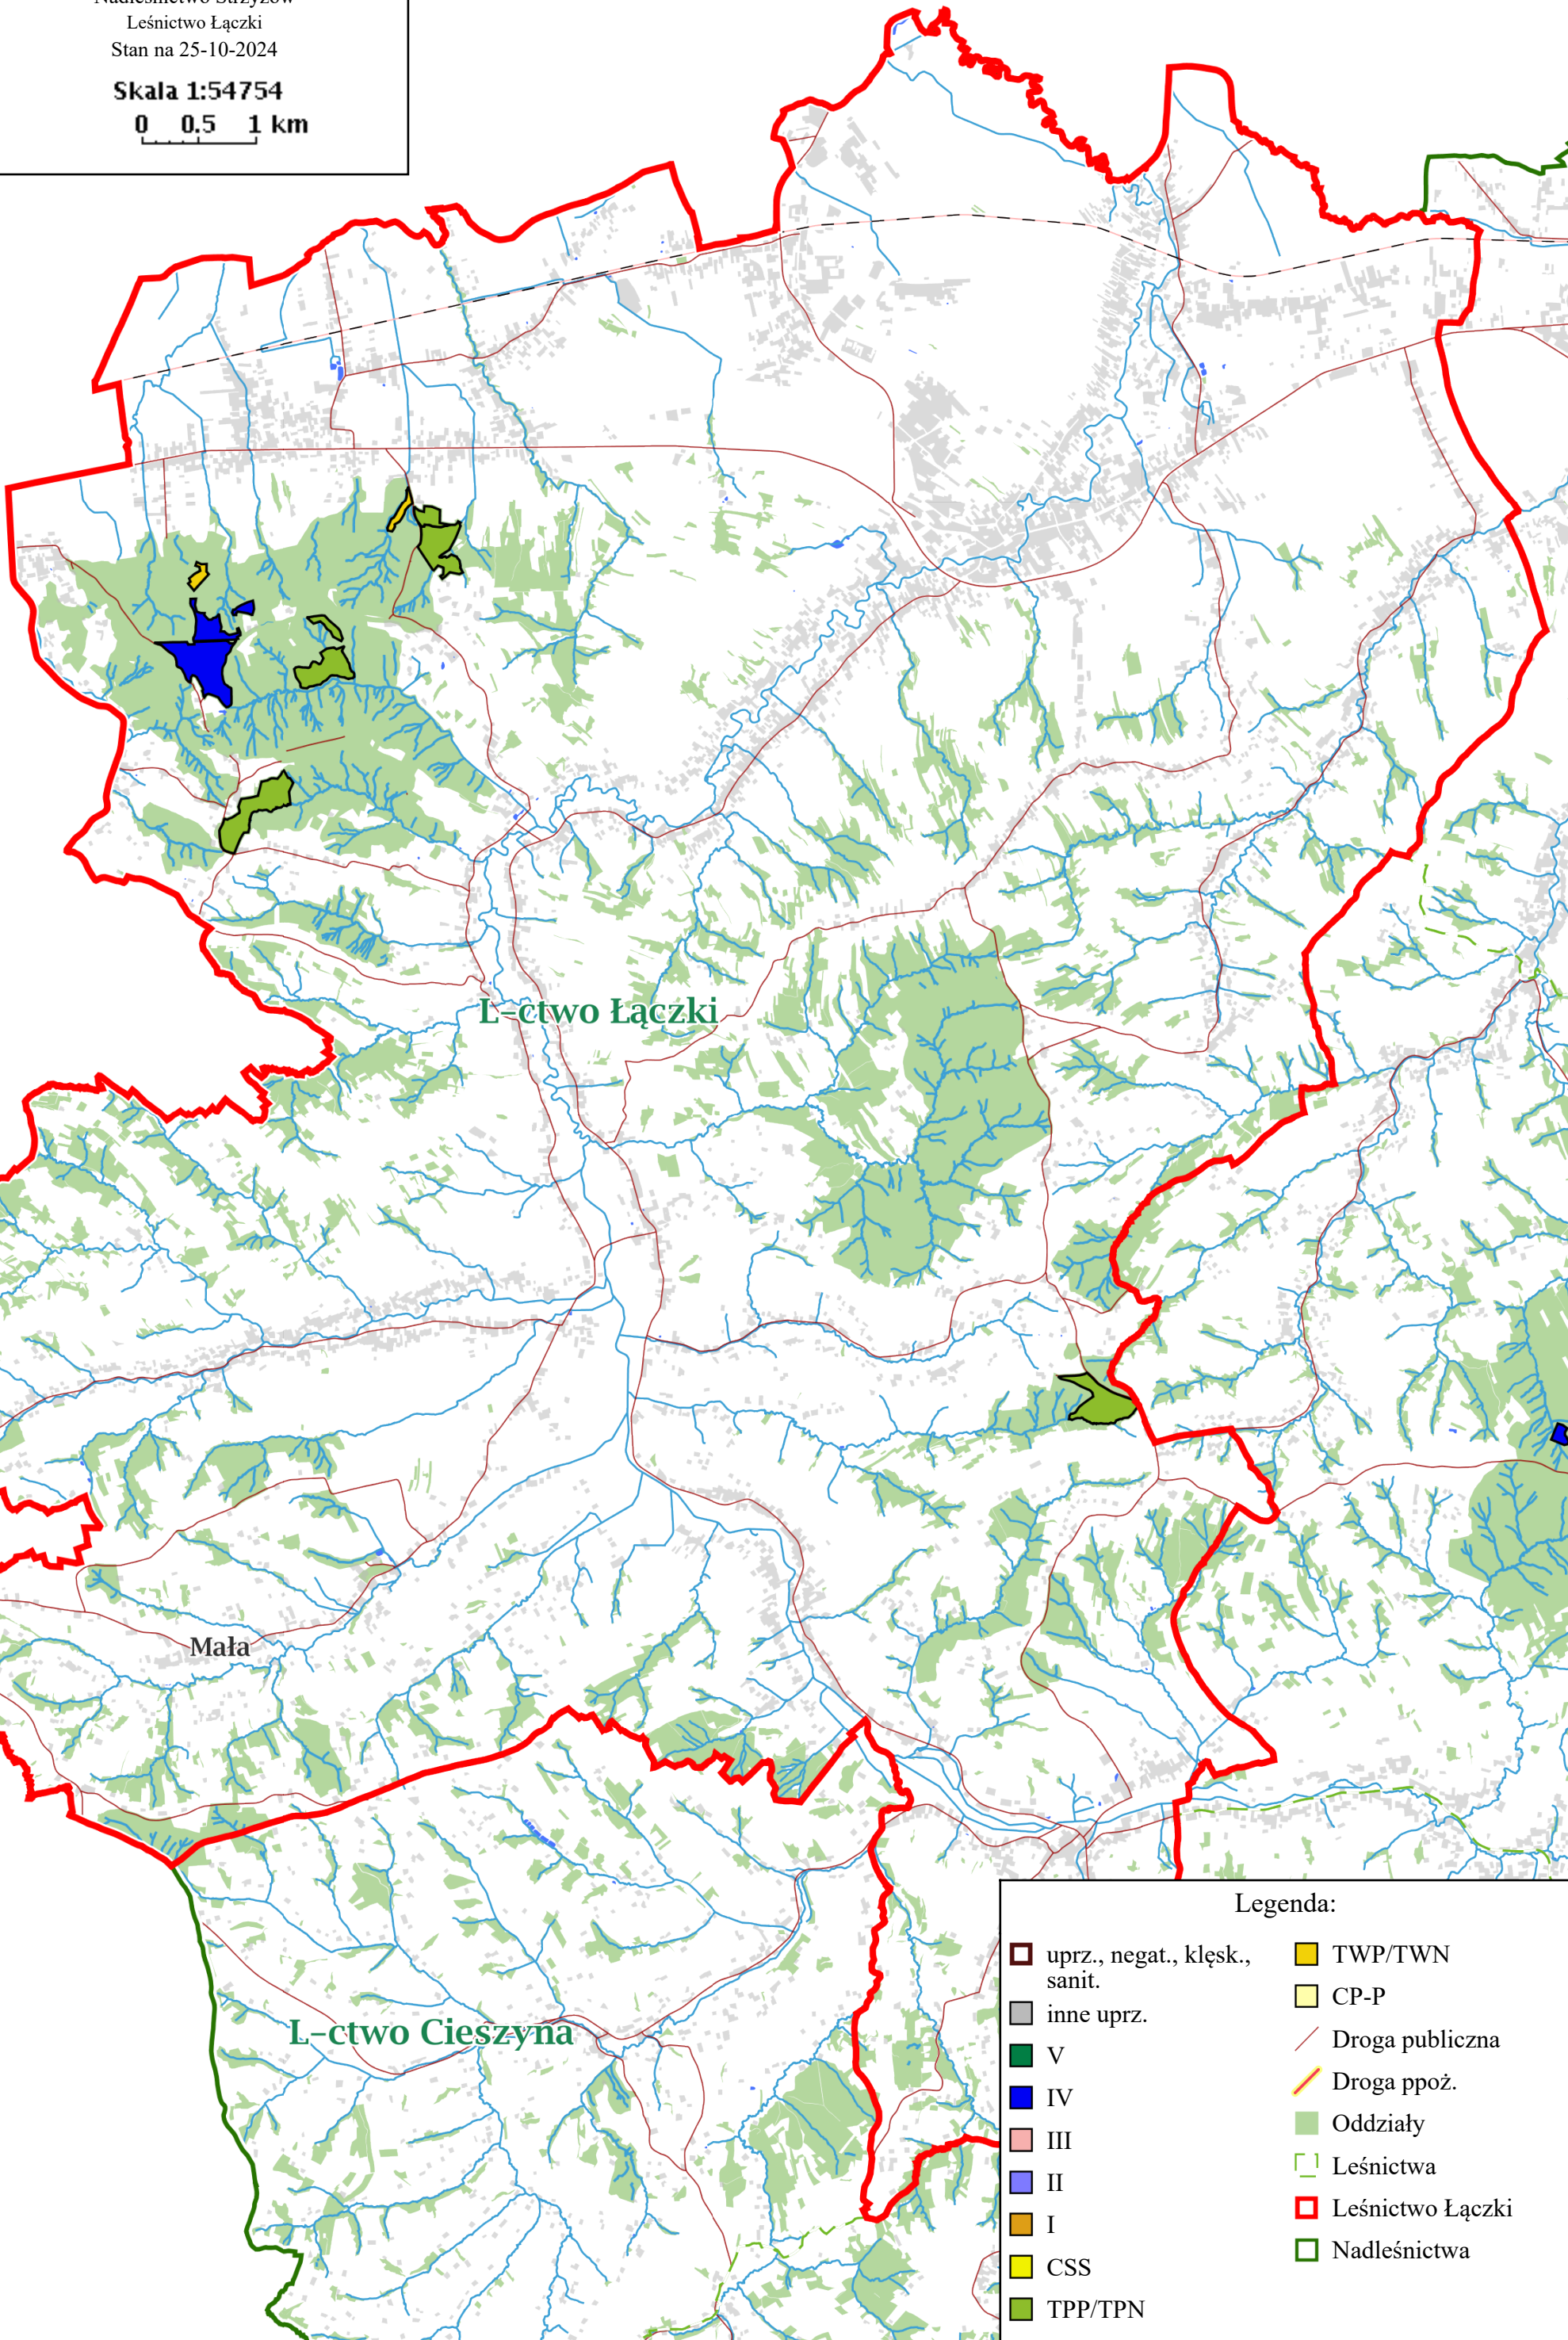 Nadleśnictwo Strzyżów
Leśnictwo Łączki
Stan na 25-10-2024
Skala 1:54754
0 0.5 1 km
L-ctwo Łączki
Mała
L-ctwo Cieszyna
Legenda:
uprz., negat., klęsk.,
sanit.
inne uprz.
V
IV
III
II
I
CSS
TPP/TPN
TWP/TWN
CP-P
Droga publiczna
Droga ppoż.
Oddziały
Leśnictwa
Leśnictwo Łączki
Nadleśnictwa